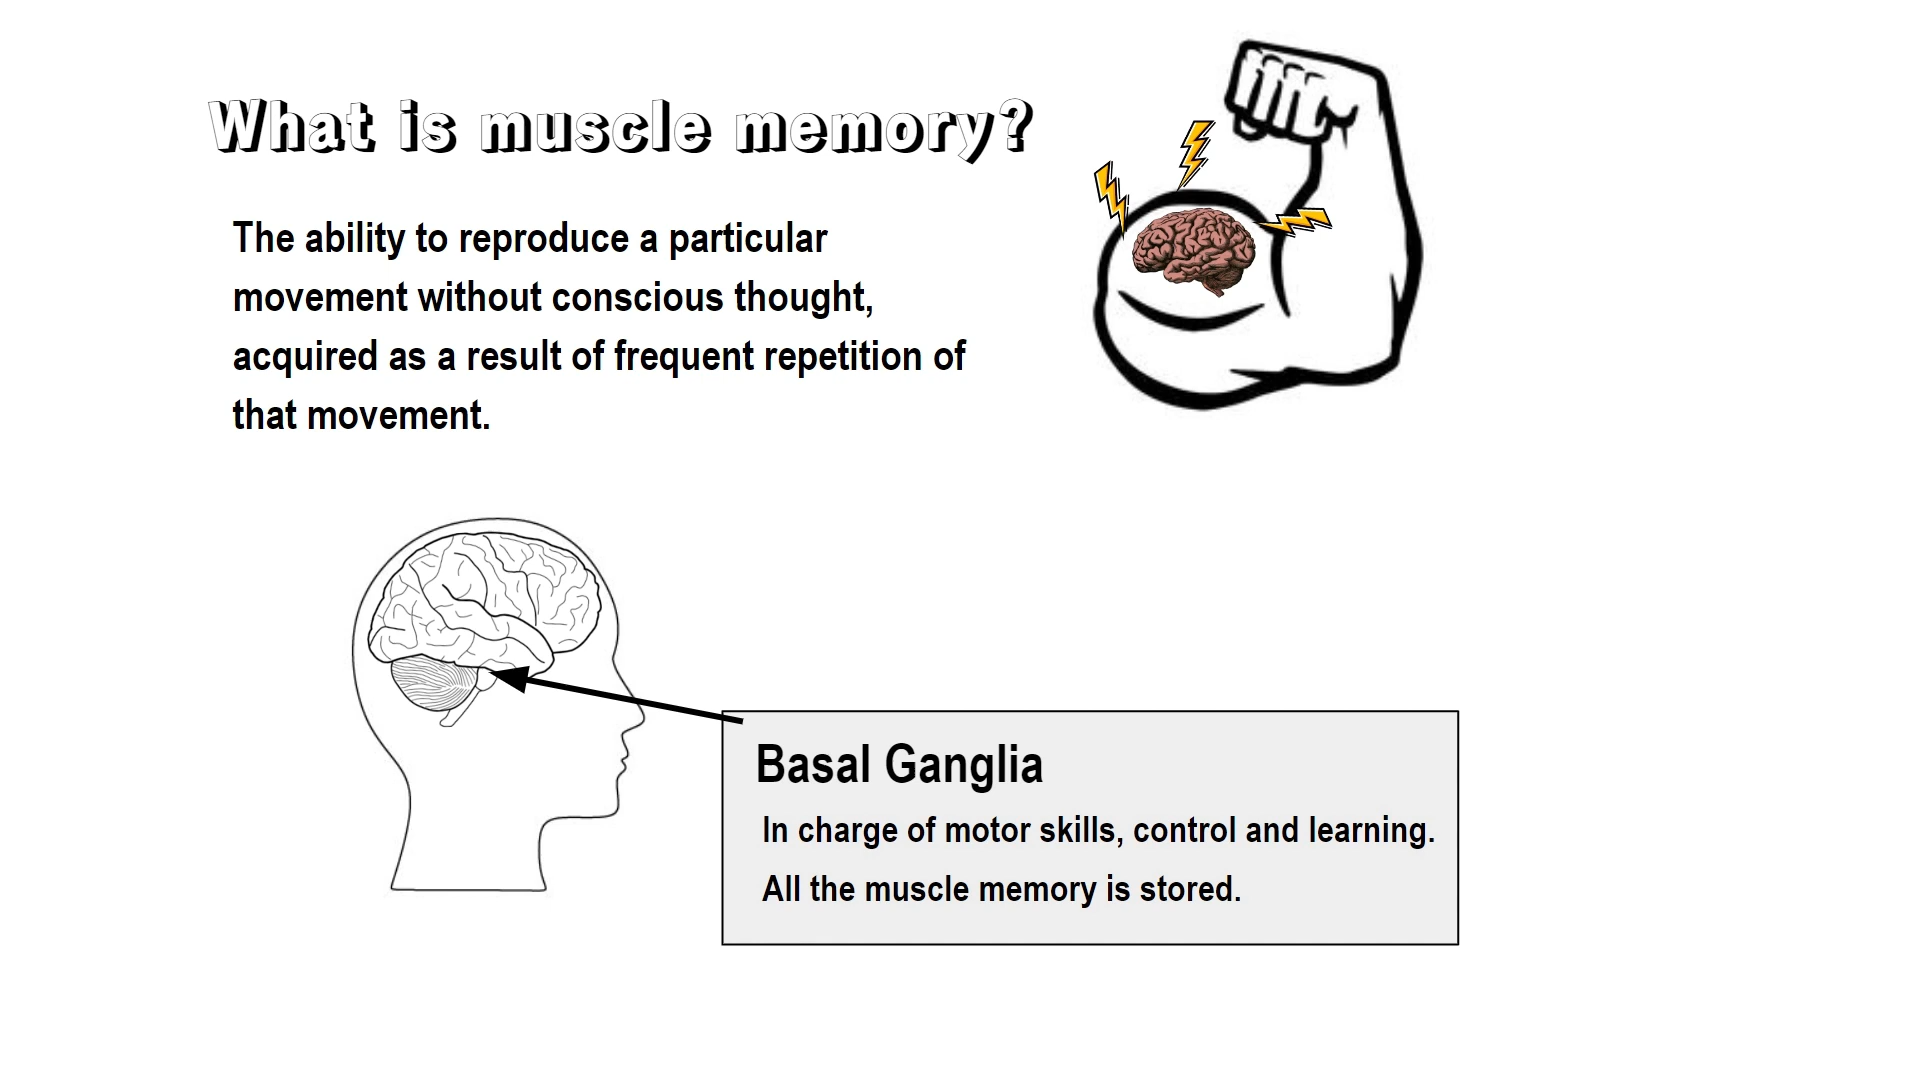 What is muscle memory?
The ability to reproduce a particular
movement without conscious thought,
acquired as a result of frequent repetition of
that movement.
Basal Ganglia
In charge of motor skills, control and learning.
All the muscle memory is stored.